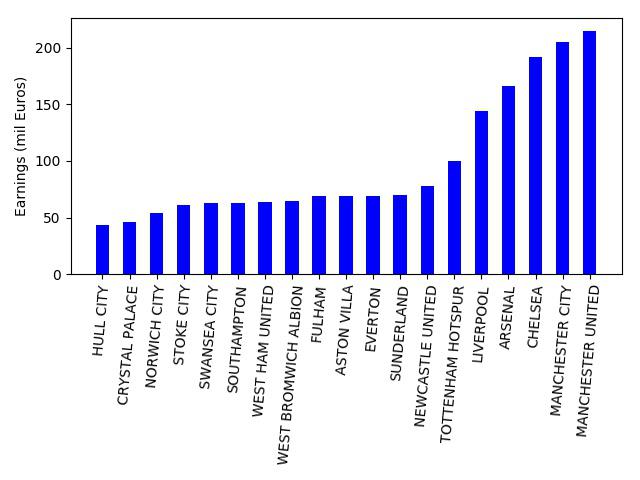 Earnings (mil Euros)
200
150
100
50
0
HULL CITY
CRYSTAL PALACE
NORWICH CITY
STOKE CITY
SWANSEA CITY
SOUTHAMPTON
WEST HAM UNITED
WEST BROMWICH ALBION
FULHAM
ASTON VILLA
EVERTON
SUNDERLAND
NEWCASTLE UNITED
TOTTENHAM HOTSPUR
LIVERPOOL
ARSENAL
CHELSEA
MANCHESTER CITY
MANCHESTER UNITED